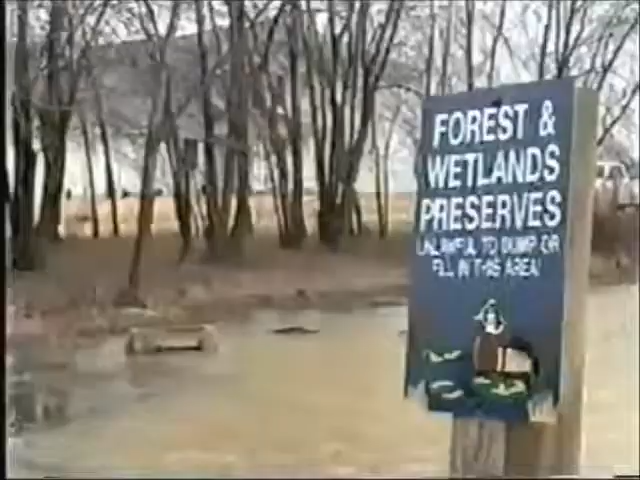 FOREST &
WETLANDS
PRESERVES
UNLAWFUL TO DUMP OR
FILL IN THIS AREA!